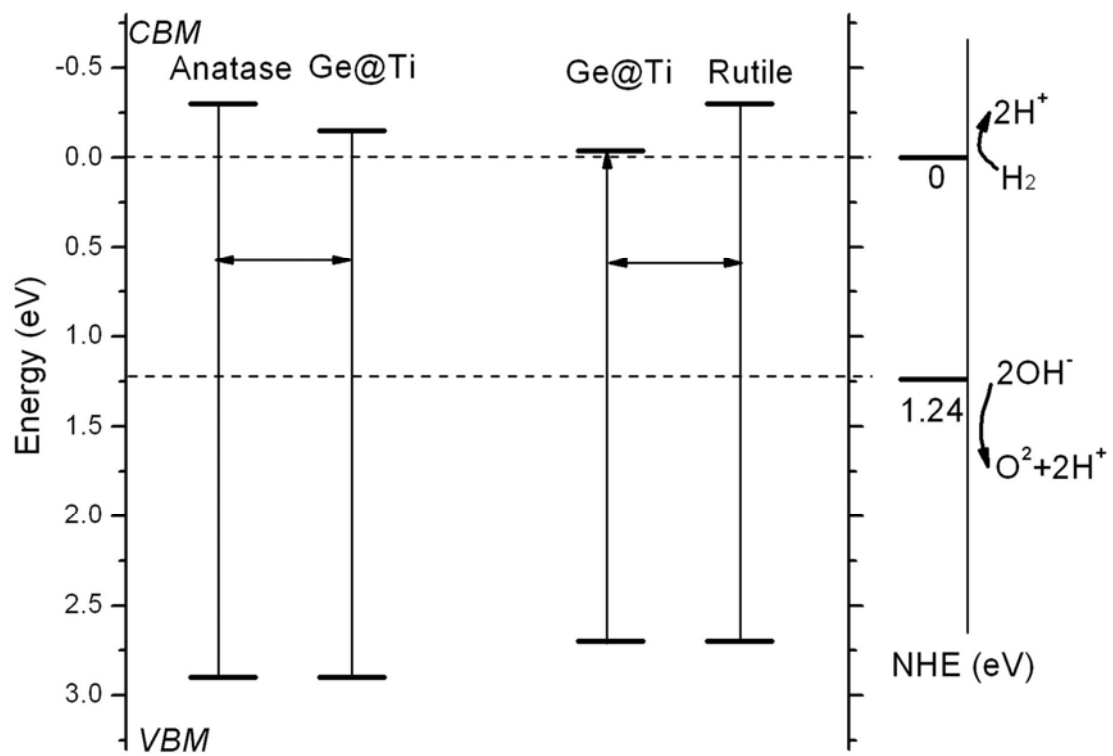 CBM
Anatase Ge@Ti Ge@Ti Rutile
-0.5
0.0
0.5
1.0
1.5
2.0
2.5
3.0
Energy (eV)
VBM
2H⁺
0
H₂
2OH⁻
1.24
O²+2H⁺
NHE (eV)